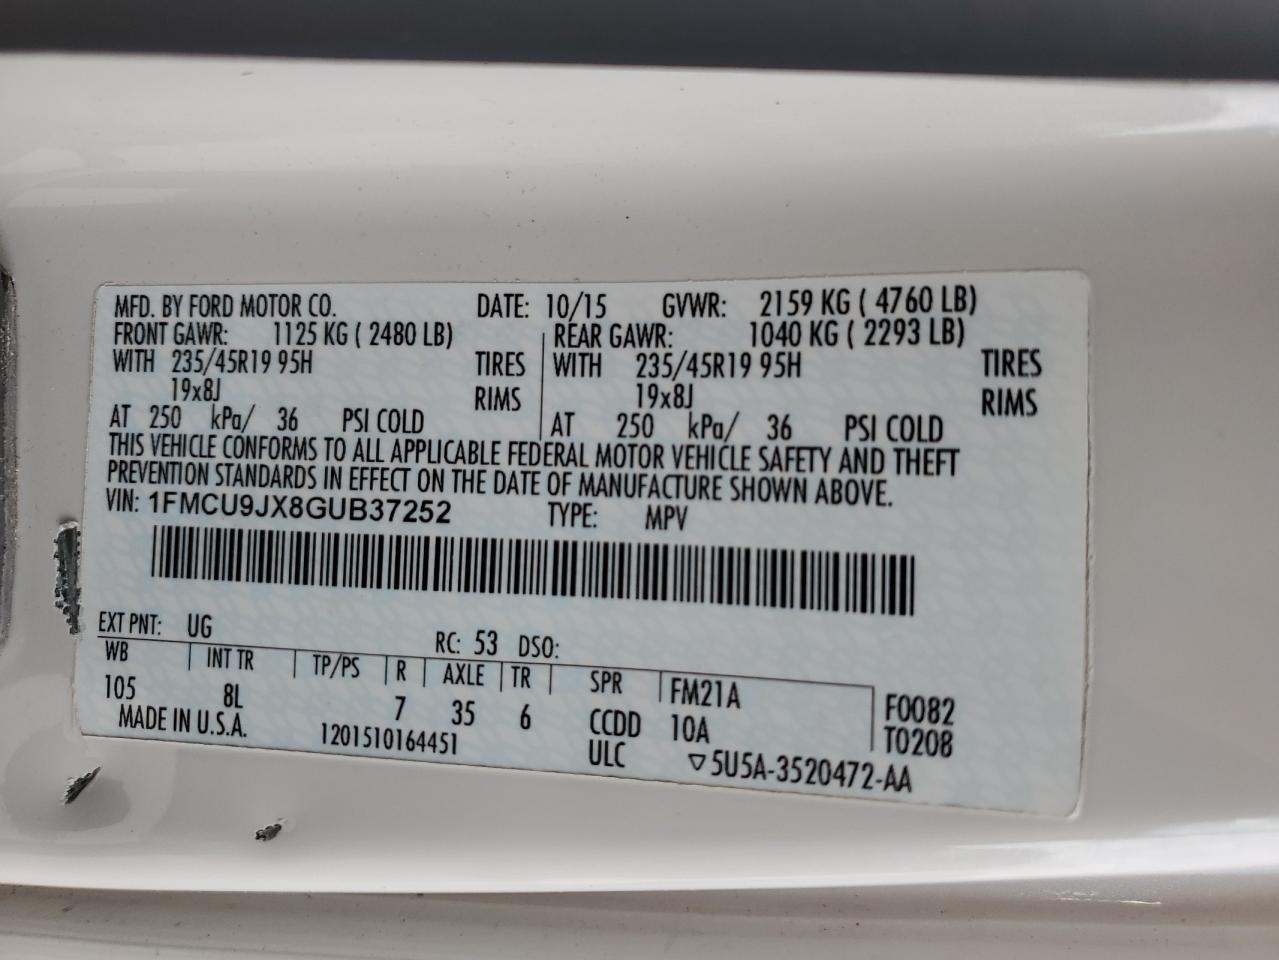 MFD. BY FORD MOTOR CO. DATE: 10/15 GVWR: 2159 KG ( 4760 LB)
FRONT GAWR: 1125 KG ( 2480 LB) REAR GAWR: 1040 KG ( 2293 LB)
WITH 235/45R19 95H TIRES WITH 235/45R19 95H TIRES
19x8J RIMS 19x8J RIMS
AT 250 kPa/ 36 PSI COLD AT 250 kPa/ 36 PSI COLD
THIS VEHICLE CONFORMS TO ALL APPLICABLE FEDERAL MOTOR VEHICLE SAFETY AND THEFT
PREVENTION STANDARDS IN EFFECT ON THE DATE OF MANUFACTURE SHOWN ABOVE.
VIN: 1FMCU9JX8GUB37252 TYPE: MPV
EXT PNT: UG RC: 53 DSO:
WB INT TR TP/PS R AXLE TR SPR FM21A
105 8L 7 35 6 CCDD 10A F0082
MADE IN U.S.A. 1201510164451 ULC ▽5U5A-3520472-AA T0208